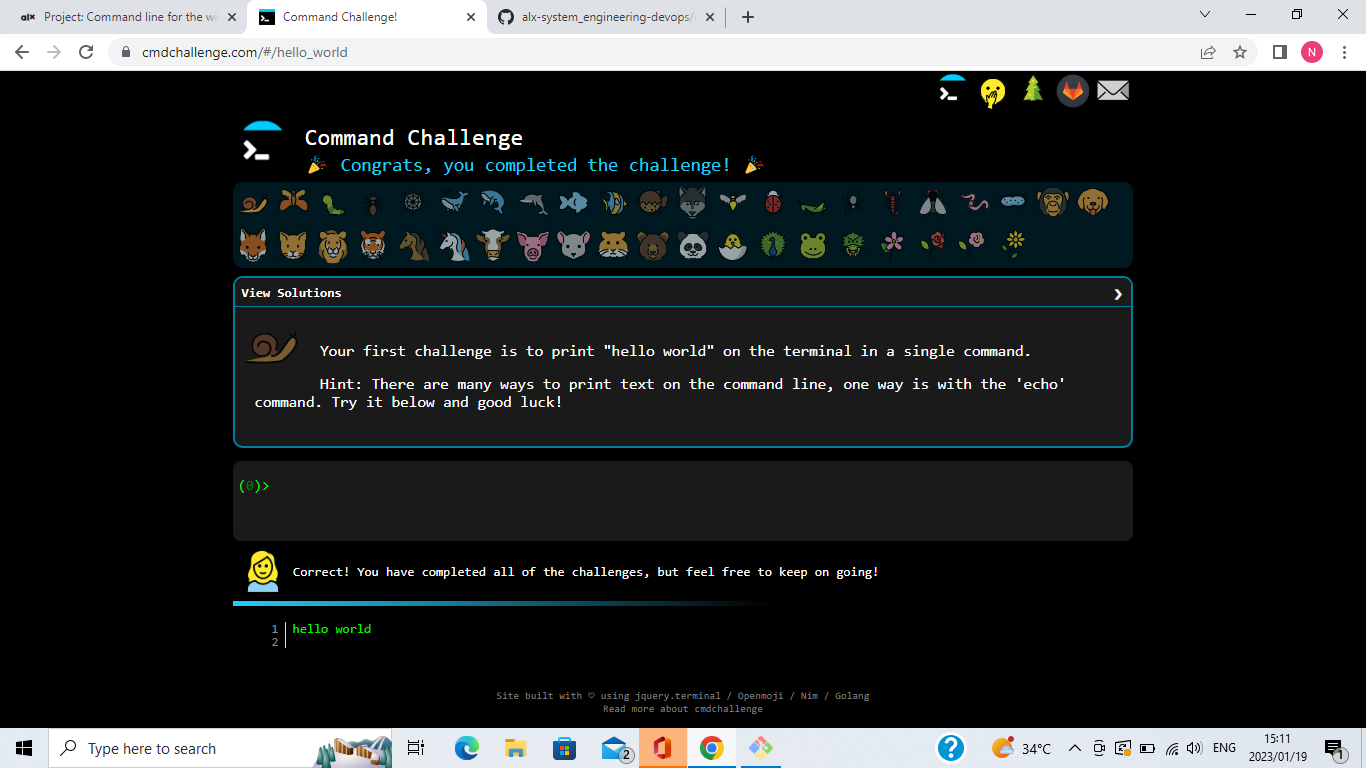 alx Project: Command line for the wi
Command Challenge!
alx-system_engineering-devops/
cmdchallenge.com/#/hello_world
N
Command Challenge
Congrats, you completed the challenge!
View Solutions
Your first challenge is to print "hello world" on the terminal in a single command.
Hint: There are many ways to print text on the command line, one way is with the 'echo'
command. Try it below and good luck!
(0)>
Correct! You have completed all of the challenges, but feel free to keep on going!
1 hello world
2
Site built with ♡ using jquery.terminal / Openmoji / Nim / Golang
Read more about cmdchallenge
Type here to search
2
34°C
ENG
15:11
2023/01/19
1